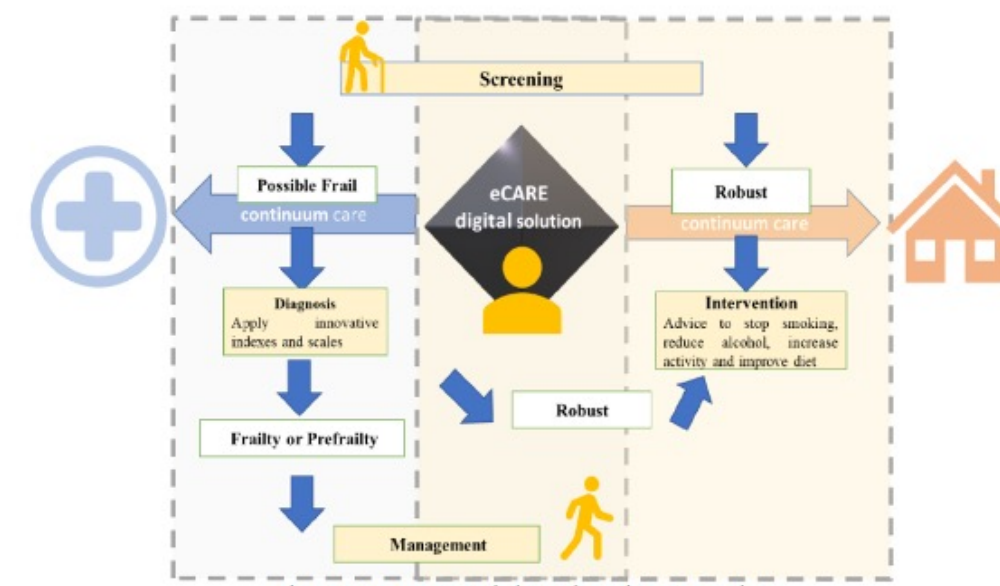 Screening
Possible Frail
continuum care
eCARE
digital solution
Robust
continuum care
Diagnosis
Apply innovative
indexes and scales
Intervention
Advice to stop smoking,
reduce alcohol, increase
activity and improve diet
Robust
Frailty or Prefrailty
Management